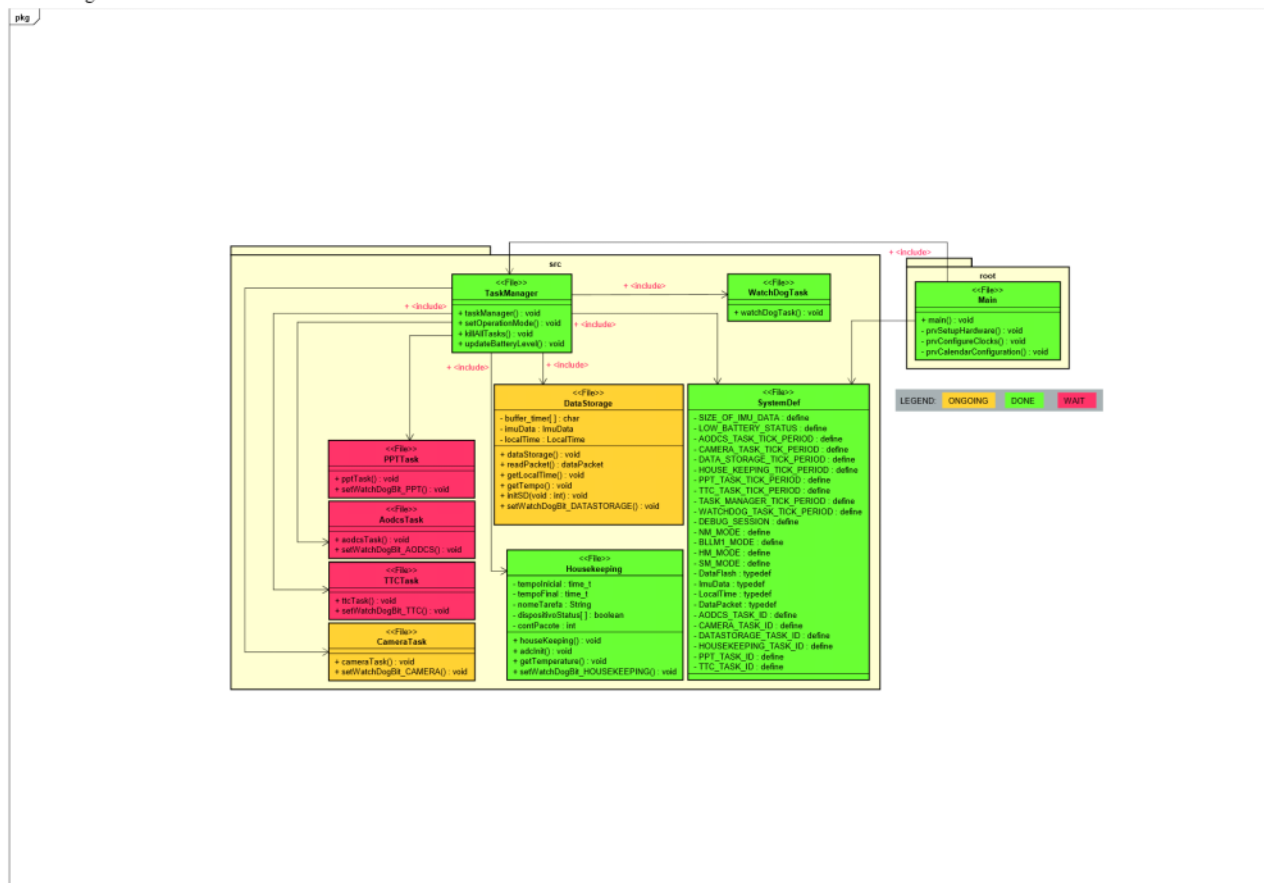 pkg
src
+ <include>
root
<<File>>
TaskManager
+ taskManager() : void
+ setOperationMode() : void
+ killAllTasks() : void
+ updateBatteryLevel() : void
+ <include>
<<File>>
WatchDogTask
+ watchDogTask() : void
<<File>>
Main
+ main() : void
- prvSetupHardware() : void
- prvConfigureClocks() : void
- prvCalendarConfiguration() : void
+ <include>
+ <include>
+ <include>
+ <include>
<<File>>
DataStorage
- buffer_timer[ ] : char
- imuData : ImuData
- localTime : LocalTime
+ dataStorage() : void
+ readPacket() : dataPacket
+ getLocalTime() : void
+ getTempo() : void
+ initSD(void : int) : void
+ setWatchDogBit_DATASTORAGE() : void
<<File>>
SystemDef
- SIZE_OF_IMU_DATA : define
- LOW_BATTERY_STATUS : define
- AODCS_TASK_TICK_PERIOD : define
- CAMERA_TASK_TICK_PERIOD : define
- DATA_STORAGE_TICK_PERIOD : define
- HOUSE_KEEPING_TICK_PERIOD : define
- PPT_TASK_TICK_PERIOD : define
- TTC_TASK_TICK_PERIOD : define
- TASK_MANAGER_TICK_PERIOD : define
- WATCHDOG_TASK_TICK_PERIOD : define
- DEBUG_SESSION : define
- NM_MODE : define
- BLLM1_MODE : define
- HM_MODE : define
- SM_MODE : define
- DataFlash : typedef
- ImuData : typedef
- LocalTime : typedef
- DataPacket : typedef
- AODCS_TASK_ID : define
- CAMERA_TASK_ID : define
- DATASTORAGE_TASK_ID : define
- HOUSEKEEPING_TASK_ID : define
- PPT_TASK_ID : define
- TTC_TASK_ID : define
LEGEND: ONGOING DONE WAIT
<<File>>
PPTTask
+ pptTask() : void
+ setWatchDogBit_PPT() : void
<<File>>
AodcsTask
+ aodcsTask() : void
+ setWatchDogBit_AODCS() : void
<<File>>
TTCTask
+ ttcTask() : void
+ setWatchDogBit_TTC() : void
<<File>>
CameraTask
+ cameraTask() : void
+ setWatchDogBit_CAMERA() : void
<<File>>
Housekeeping
- tempoInicial : time_t
- tempoFinal : time_t
- nomeTarefa : String
- dispositivoStatus[ ] : boolean
- contPacote : int
+ houseKeeping() : void
+ adcInit() : void
+ getTemperature() : void
+ setWatchDogBit_HOUSEKEEPING() : void